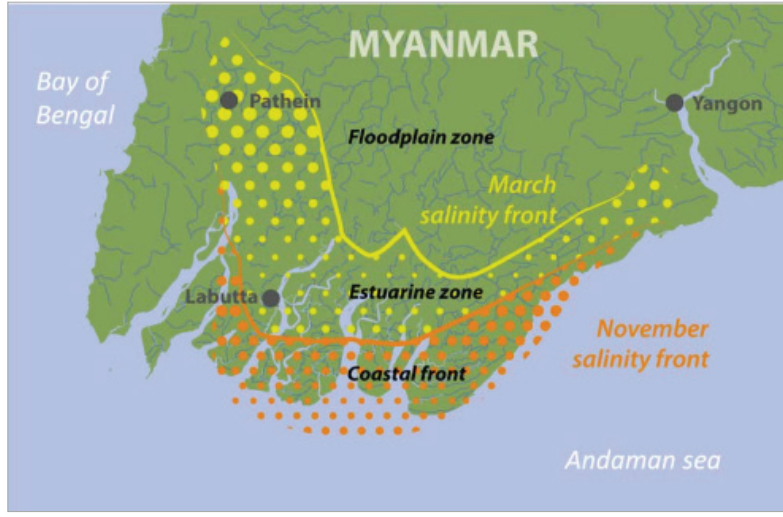 MYANMAR
Bay of
Bengal
Pathein
Yangon
Floodplain zone
March
salinity front
Labutta
Estuarine zone
November
salinity front
Coastal front
Andaman sea